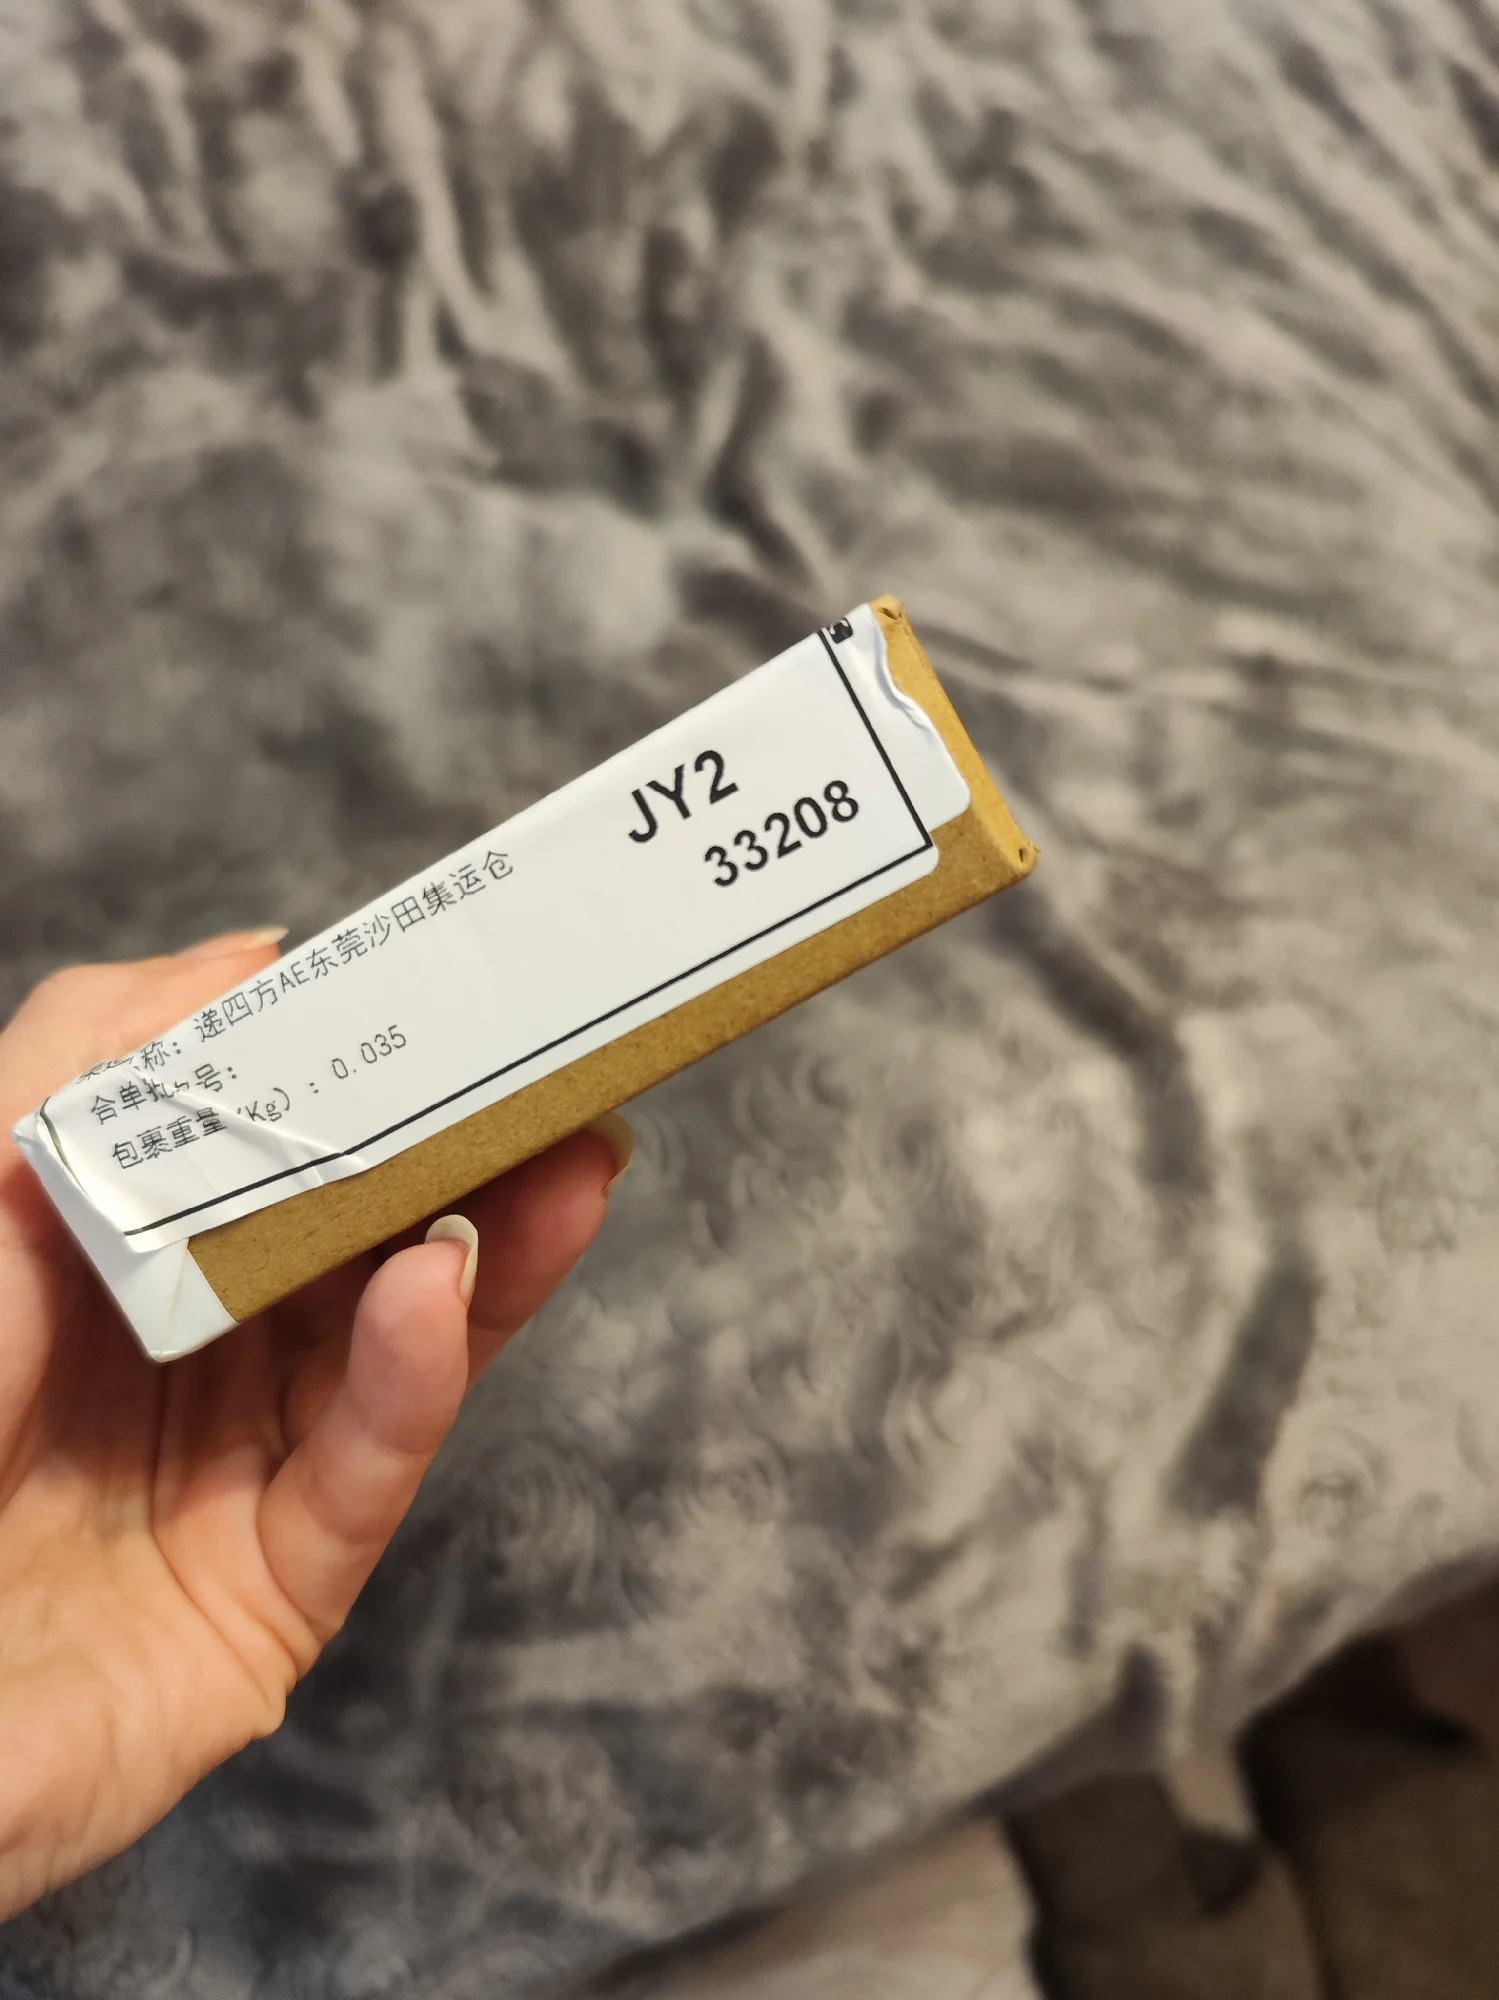 JY2
33208
称: 递四方AE东莞沙田集运仓
合单批 号:
包裹重量(Kg) : 0.035